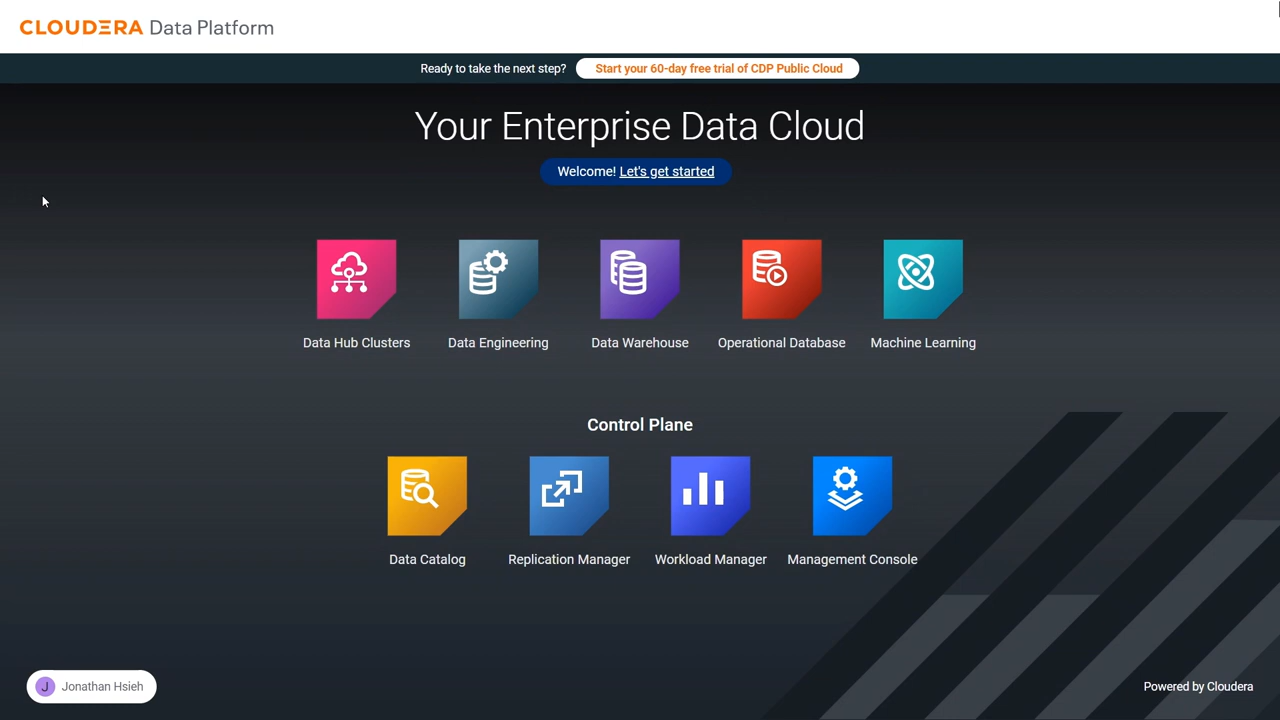 CLOUDERA Data Platform
Ready to take the next step? Start your 60-day free trial of CDP Public Cloud
Your Enterprise Data Cloud
Welcome! Let's get started
Data Hub Clusters Data Engineering Data Warehouse Operational Database Machine Learning
Control Plane
Data Catalog Replication Manager Workload Manager Management Console
J Jonathan Hsieh
Powered by Cloudera